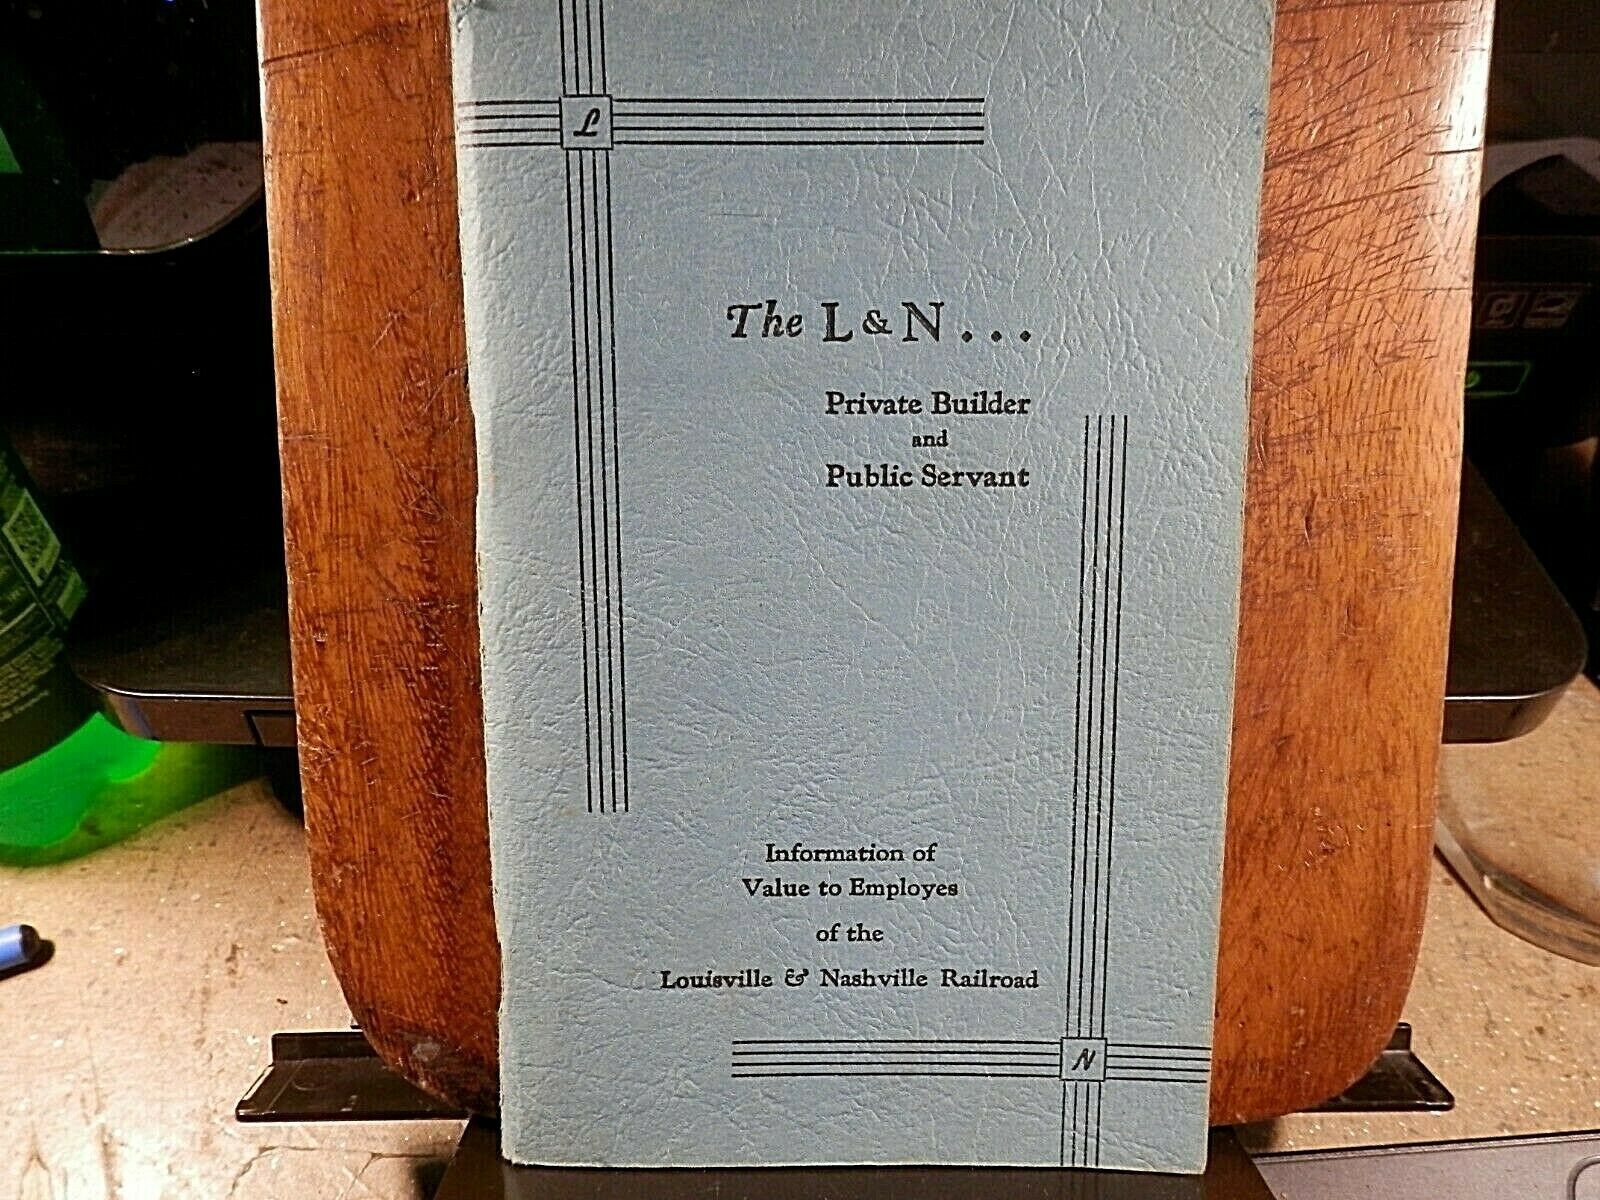 L
The L & N . . .
Private Builder
and
Public Servant
Information of
Value to Employes
of the
Louisville & Nashville Railroad
N